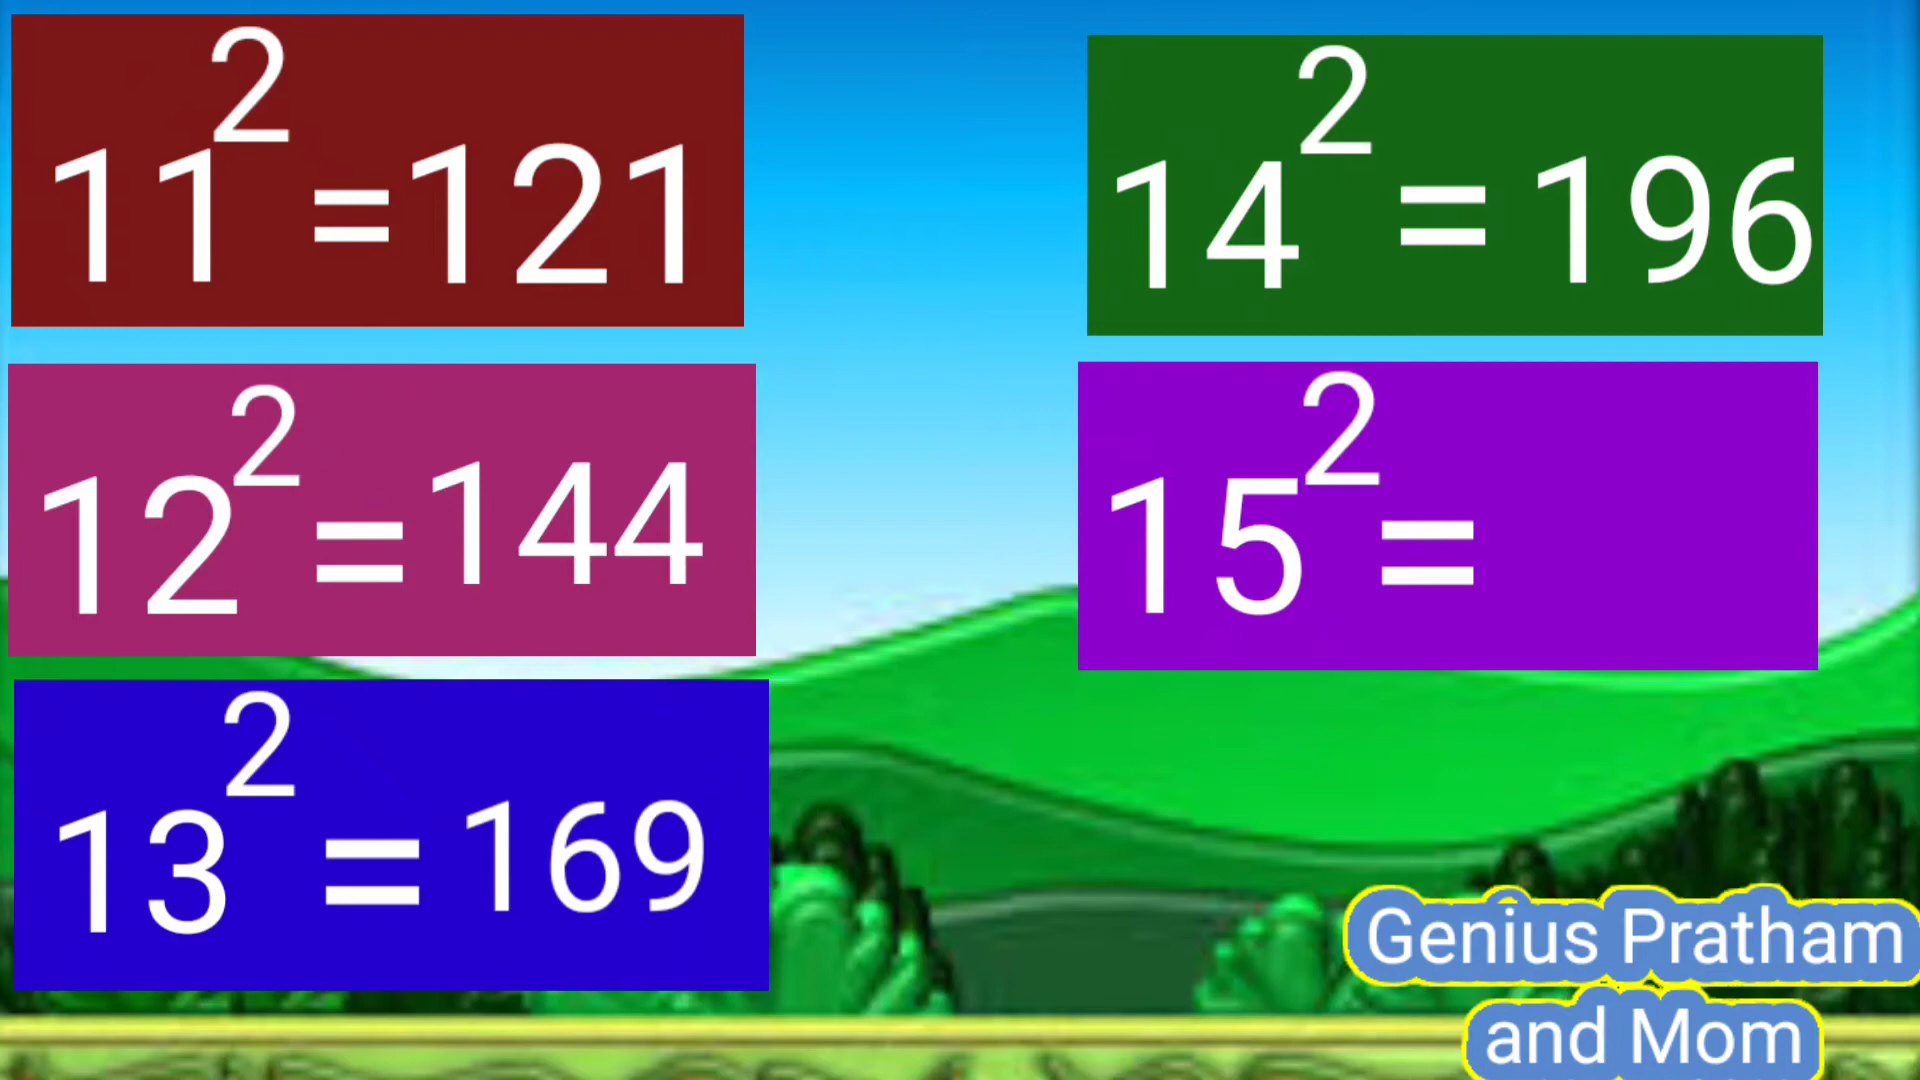 11²=121
12²=144
13²=169
14²=196
15²=
Genius Pratham
and Mom